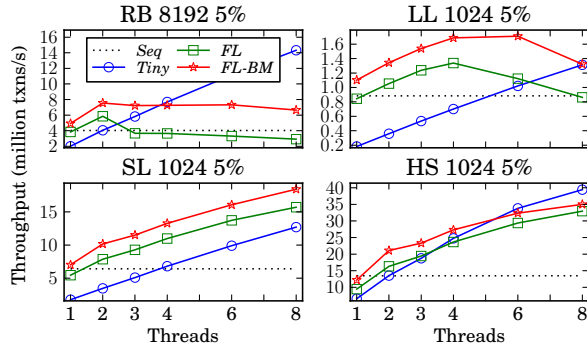 RB 8192 5%
LL 1024 5%
Throughput (million txns/s)
16
14
12
10
8
6
4
2
Seq
Tiny
FL
FL-BM
1.6
1.4
1.2
1.0
0.8
0.6
0.4
0.2
SL 1024 5%
HS 1024 5%
15
10
5
1 2 3 4 6 8
Threads
40
35
30
25
20
15
10
5
1 2 3 4 6 8
Threads